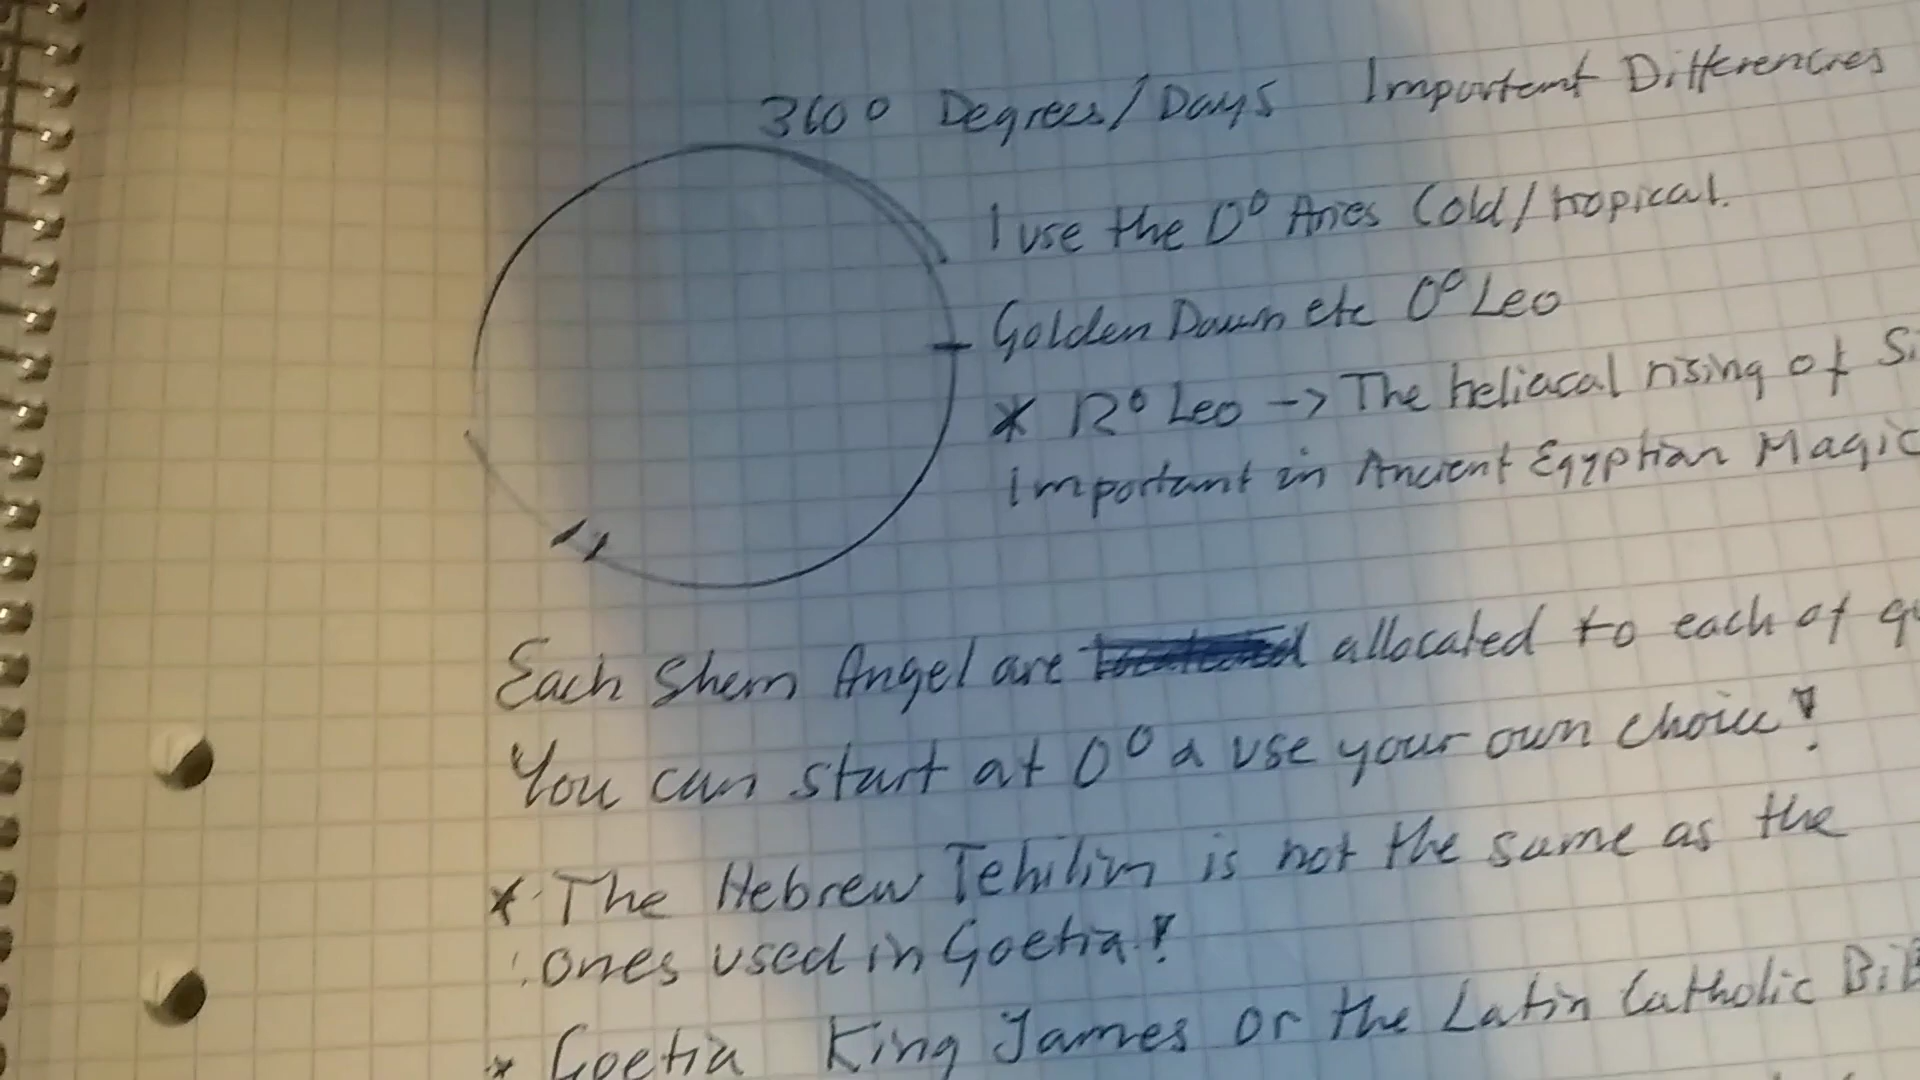 360° Degrees/Days Important Differences
I use the 0° Aries Cold/tropical.
Golden Dawn etc 0° Leo
* 12° Leo -> The heliacal rising of
Important in Ancient Egyptian Magic
Each Shem Angel are allocated to each of
You can start at 0° a use your own choice!
* The Hebrew Tehilim is not the same as the
ones used in Goetia!
* Goetia King James or the Latin Catholic